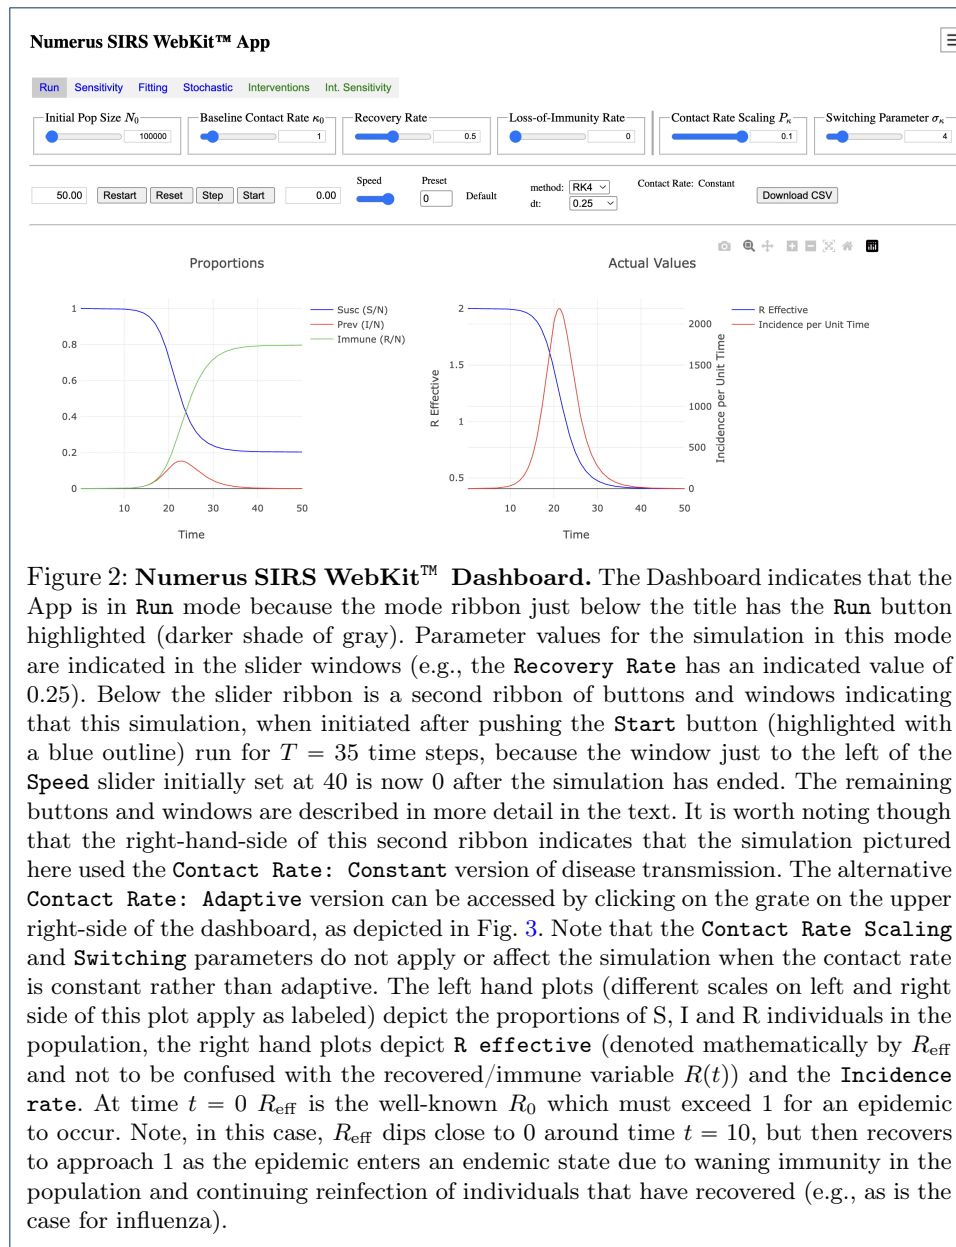 Numerus SIRS WebKit™ App
Run Sensitivity Fitting Stochastic Interventions Int. Sensitivity
Initial Pop Size N₀ Baseline Contact Rate κ₀ Recovery Rate Loss-of-Immunity Rate Contact Rate Scaling Pκ Switching Parameter σκ
100000 1 0.5 0 0.1 4
50.00 Restart Reset Step Start 0.00 Speed Preset 0 Default method: RK4 dt: 0.25 Contact Rate: Constant Download CSV
Proportions
1
0.8
0.6
0.4
0.2
0
10 20 30 40 50
Time
Susc (S/N)
Prev (I/N)
Immune (R/N)
Actual Values
R Effective
2
1.5
1
0.5
10 20 30 40 50
Time
2000
1500
1000
500
0
Incidence per Unit Time
R Effective
Incidence per Unit Time
Figure 2: Numerus SIRS WebKit™ Dashboard. The Dashboard indicates that the
App is in Run mode because the mode ribbon just below the title has the Run button
highlighted (darker shade of gray). Parameter values for the simulation in this mode
are indicated in the slider windows (e.g., the Recovery Rate has an indicated value of
0.25). Below the slider ribbon is a second ribbon of buttons and windows indicating
that this simulation, when initiated after pushing the Start button (highlighted with
a blue outline) run for T = 35 time steps, because the window just to the left of the
Speed slider initially set at 40 is now 0 after the simulation has ended. The remaining
buttons and windows are described in more detail in the text. It is worth noting though
that the right-hand-side of this second ribbon indicates that the simulation pictured
here used the Contact Rate: Constant version of disease transmission. The alternative
Contact Rate: Adaptive version can be accessed by clicking on the grate on the upper
right-side of the dashboard, as depicted in Fig. 3. Note that the Contact Rate Scaling
and Switching parameters do not apply or affect the simulation when the contact rate
is constant rather than adaptive. The left hand plots (different scales on left and right
side of this plot apply as labeled) depict the proportions of S, I and R individuals in the
population, the right hand plots depict R effective (denoted mathematically by R_eff
and not to be confused with the recovered/immune variable R(t)) and the Incidence
rate. At time t = 0 R_eff is the well-known R₀ which must exceed 1 for an epidemic
to occur. Note, in this case, R_eff dips close to 0 around time t = 10, but then recovers
to approach 1 as the epidemic enters an endemic state due to waning immunity in the
population and continuing reinfection of individuals that have recovered (e.g., as is the
case for influenza).